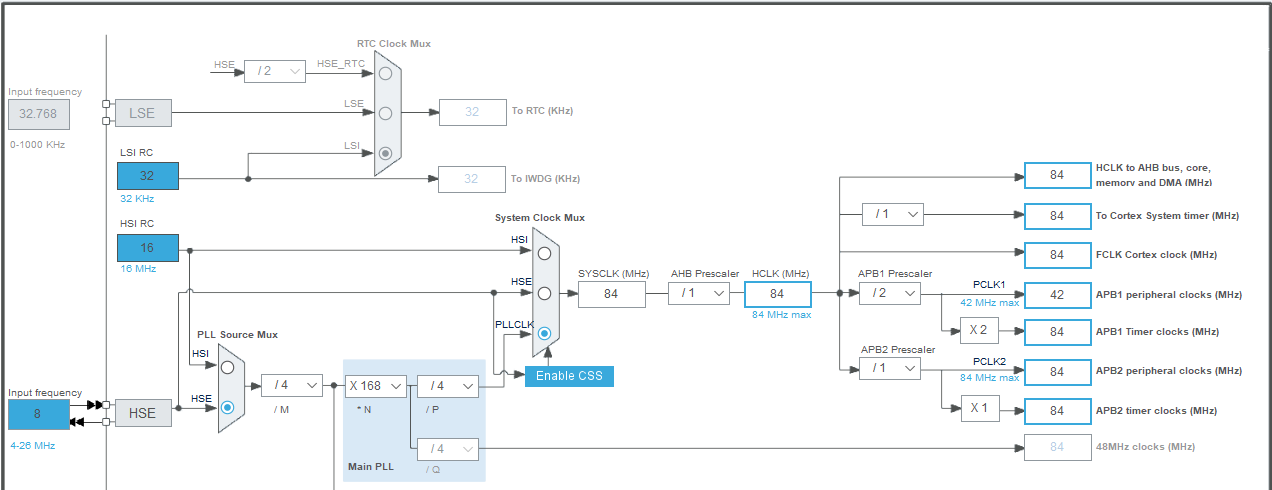 RTC Clock Mux
HSE
/ 2
HSE_RTC
Input frequency
32.768
0-1000 KHz
LSE
LSE
32
To RTC (KHz)
LSI
LSI RC
32
32 KHz
32
To IWDG (KHz)
HSI RC
16
16 MHz
System Clock Mux
HSI
HSE
PLLCLK
SYSCLK (MHz)
84
AHB Prescaler
/ 1
HCLK (MHz)
84
84 MHz max
84
HCLK to AHB bus, core,
memory and DMA (MHz)
/ 1
84
To Cortex System timer (MHz)
84
FCLK Cortex clock (MHz)
APB1 Prescaler
/ 2
PCLK1
42 MHz max
42
APB1 peripheral clocks (MHz)
X 2
84
APB1 Timer clocks (MHz)
APB2 Prescaler
/ 1
PCLK2
84 MHz max
84
APB2 peripheral clocks (MHz)
X 1
84
APB2 timer clocks (MHz)
84
48MHz clocks (MHz)
PLL Source Mux
HSI
HSE
Input frequency
8
4-26 MHz
HSE
/ 4
/ M
X 168
* N
/ 4
/ P
/ 4
/ Q
Main PLL
Enable CSS